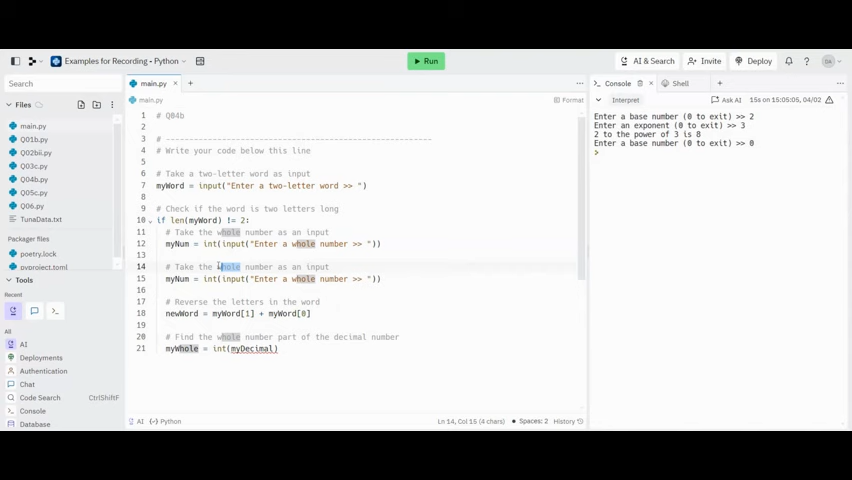 Examples for Recording • Python
Run
AI & Search
Invite
Deploy
DA
Search
main.py
Console
Shell
Files
main.py
Format
Interpret
Ask AI
15s on 15:05:05, 04/02
main.py
Q01b.py
Q02bii.py
Q03c.py
Q04b.py
Q05c.py
Q06.py
TunaData.txt
Packager files
poetry.lock
pyproject.toml
Tools
Recent
AI
Deployments
Authentication
Chat
Code Search CtrlShiftF
Console
Database
1 # Q04b
2
3 # ------------------------------------------------------------
4 # Write your code below this line
5
6 # Take a two-letter word as input
7 myWord = input("Enter a two-letter word >> ")
8
9 # Check if the word is two letters long
10 if len(myWord) != 2:
11 # Take the whole number as an input
12 myNum = int(input("Enter a whole number >> "))
13
14 # Take the whole number as an input
15 myNum = int(input("Enter a whole number >> "))
16
17 # Reverse the letters in the word
18 newWord = myWord[1] + myWord[0]
19
20 # Find the whole number part of the decimal number
21 myWhole = int(myDecimal)
AI Python
Ln 14, Col 15 (4 chars) Spaces: 2 History
Enter a base number (0 to exit) >> 2
Enter an exponent (0 to exit) >> 3
2 to the power of 3 is 8
Enter a base number (0 to exit) >> 0
>